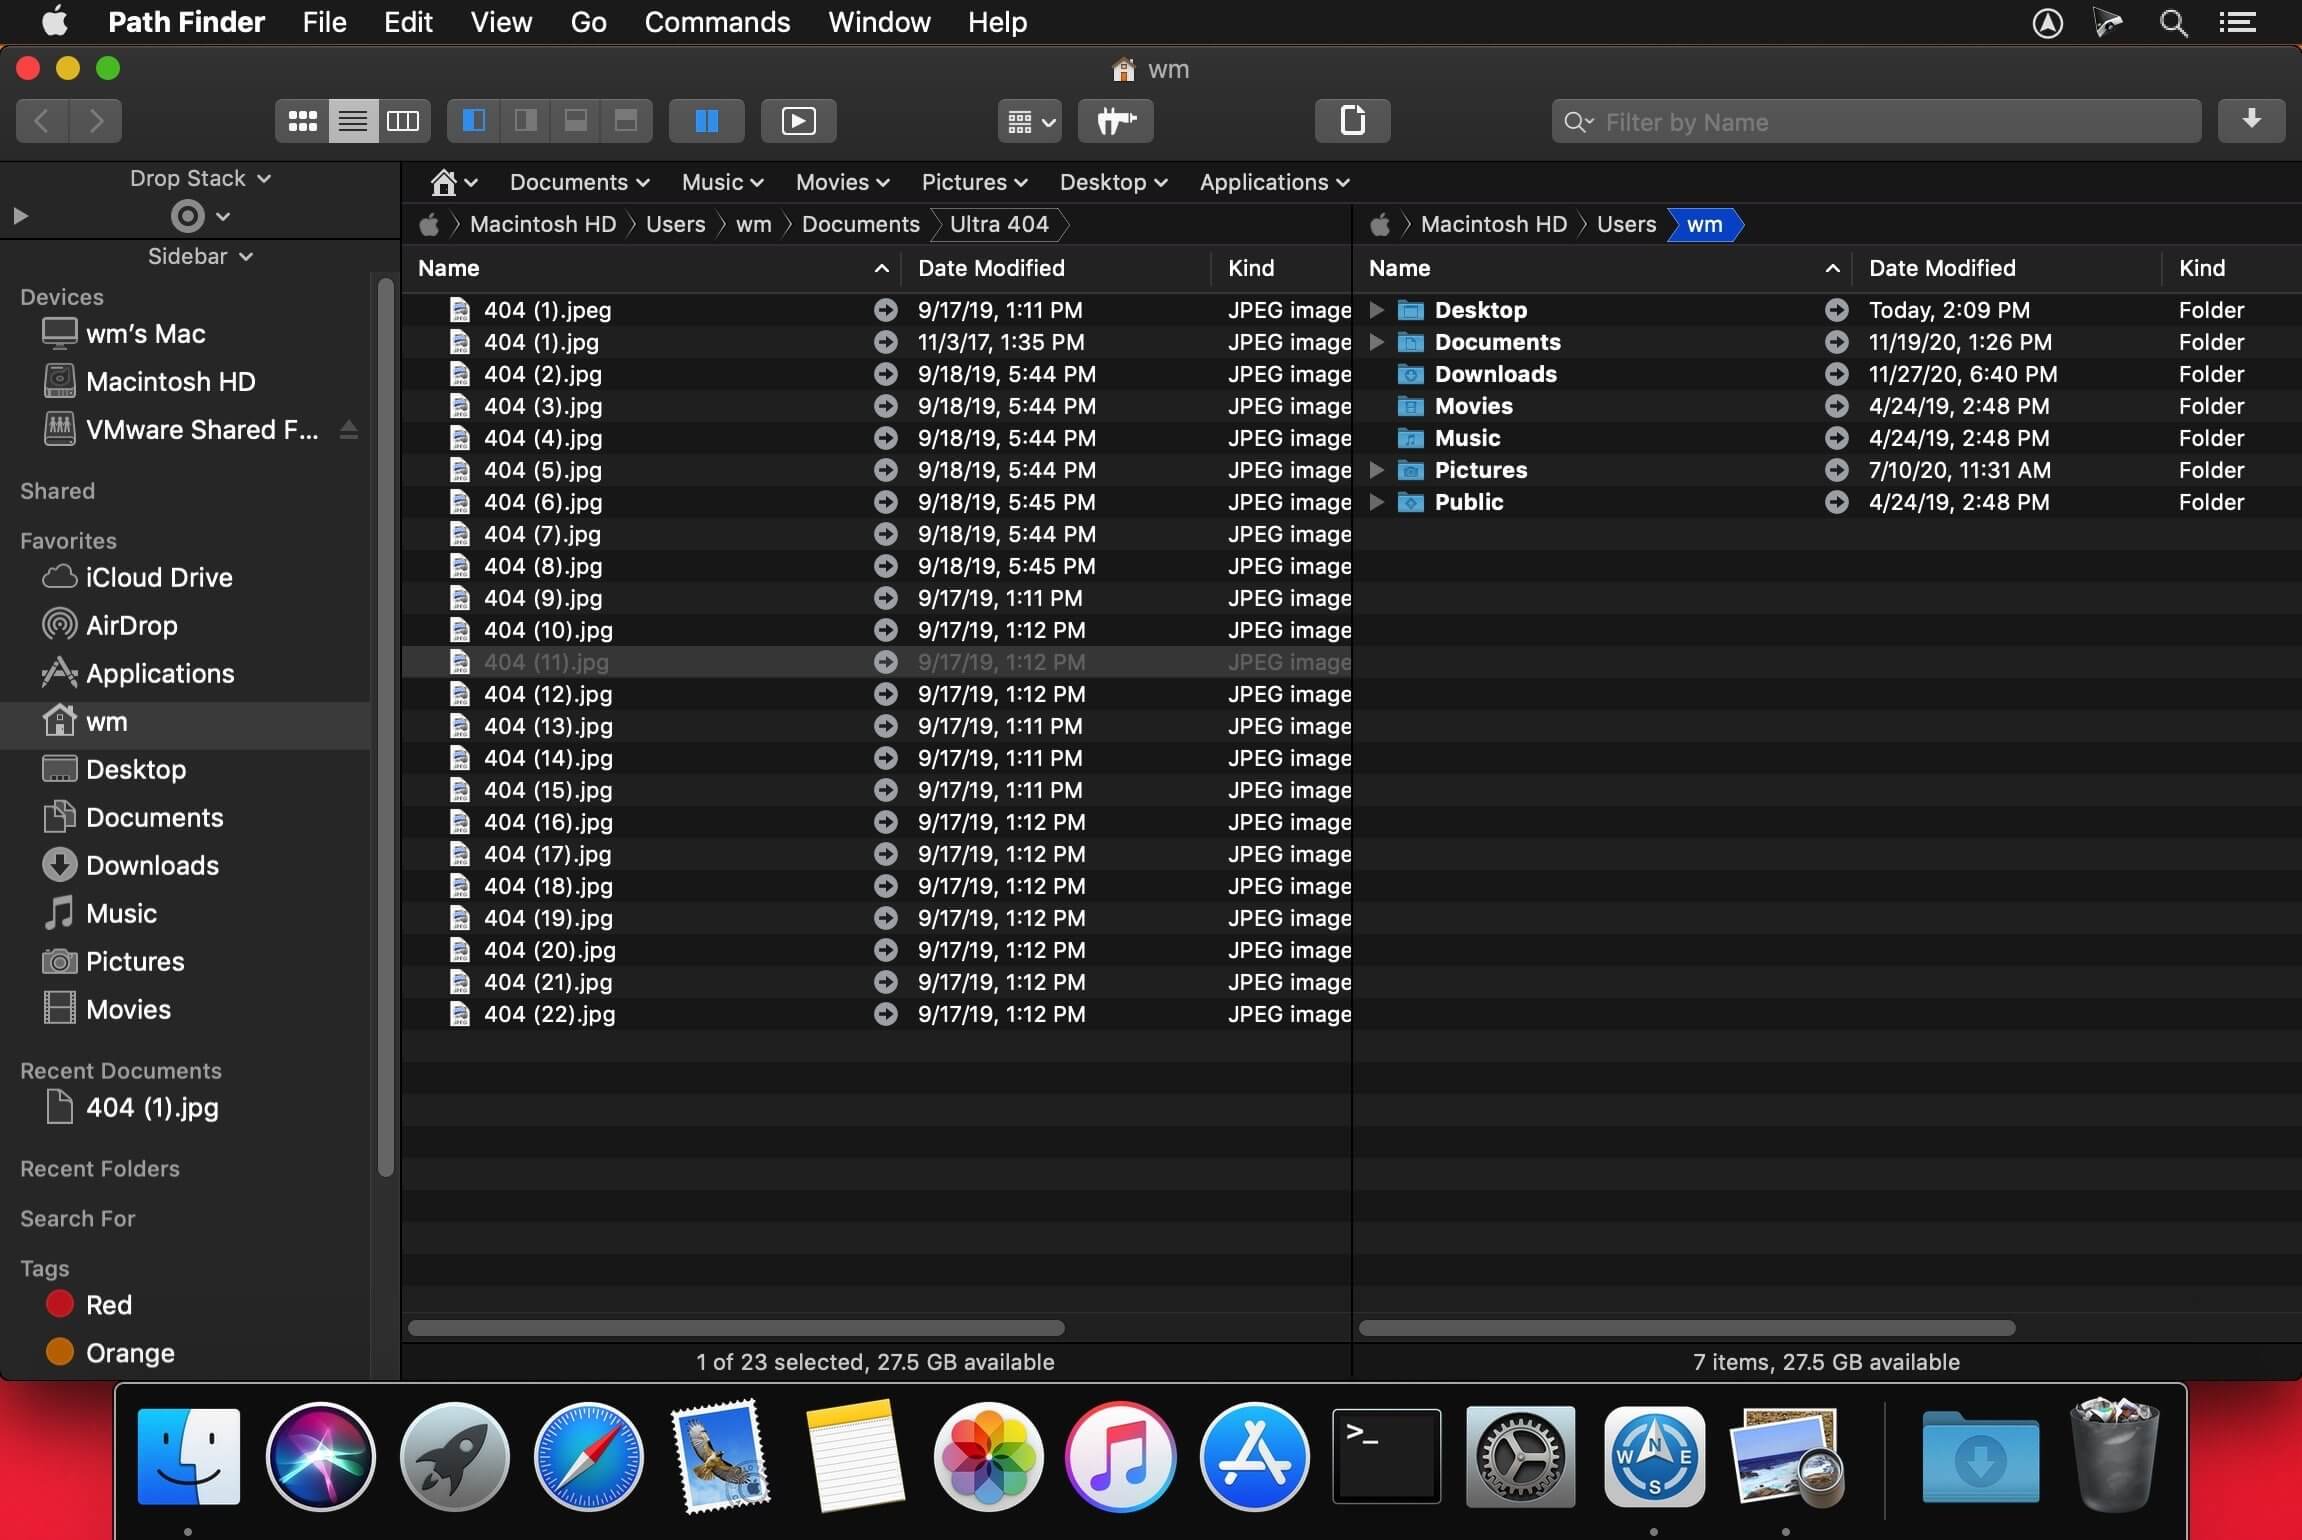 Path Finder File Edit View Go Commands Window Help
wm
Filter by Name
Drop Stack
Documents Music Movies Pictures Desktop Applications
Macintosh HD Users wm Documents Ultra 404
Macintosh HD Users wm
Sidebar
Devices
wm’s Mac
Macintosh HD
VMware Shared F...
Shared
Favorites
iCloud Drive
AirDrop
Applications
wm
Desktop
Documents
Downloads
Music
Pictures
Movies
Recent Documents
404 (1).jpg
Recent Folders
Search For
Tags
Red
Orange
Name Date Modified Kind
404 (1).jpeg 9/17/19, 1:11 PM JPEG image
404 (1).jpg 11/3/17, 1:35 PM JPEG image
404 (2).jpg 9/18/19, 5:44 PM JPEG image
404 (3).jpg 9/18/19, 5:44 PM JPEG image
404 (4).jpg 9/18/19, 5:44 PM JPEG image
404 (5).jpg 9/18/19, 5:44 PM JPEG image
404 (6).jpg 9/18/19, 5:45 PM JPEG image
404 (7).jpg 9/18/19, 5:44 PM JPEG image
404 (8).jpg 9/18/19, 5:45 PM JPEG image
404 (9).jpg 9/17/19, 1:11 PM JPEG image
404 (10).jpg 9/17/19, 1:12 PM JPEG image
404 (11).jpg 9/17/19, 1:12 PM JPEG image
404 (12).jpg 9/17/19, 1:12 PM JPEG image
404 (13).jpg 9/17/19, 1:11 PM JPEG image
404 (14).jpg 9/17/19, 1:11 PM JPEG image
404 (15).jpg 9/17/19, 1:11 PM JPEG image
404 (16).jpg 9/17/19, 1:12 PM JPEG image
404 (17).jpg 9/17/19, 1:12 PM JPEG image
404 (18).jpg 9/17/19, 1:12 PM JPEG image
404 (19).jpg 9/17/19, 1:12 PM JPEG image
404 (20).jpg 9/17/19, 1:12 PM JPEG image
404 (21).jpg 9/17/19, 1:12 PM JPEG image
404 (22).jpg 9/17/19, 1:12 PM JPEG image
1 of 23 selected, 27.5 GB available
Name Date Modified Kind
Desktop Today, 2:09 PM Folder
Documents 11/19/20, 1:26 PM Folder
Downloads 11/27/20, 6:40 PM Folder
Movies 4/24/19, 2:48 PM Folder
Music 4/24/19, 2:48 PM Folder
Pictures 7/10/20, 11:31 AM Folder
Public 4/24/19, 2:48 PM Folder
7 items, 27.5 GB available
>_
N
W E
S